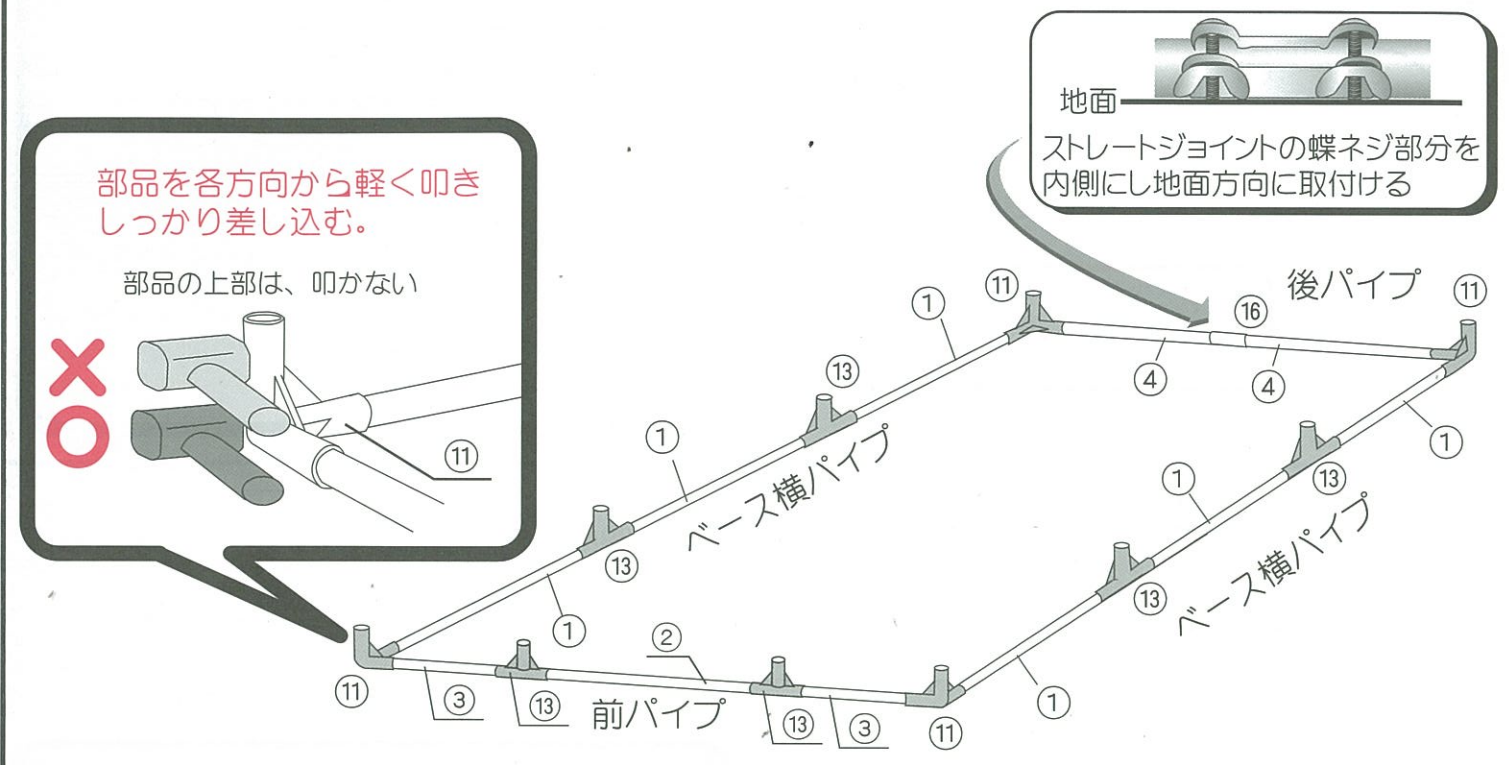 地面
ストレートジョイントの蝶ネジ部分を
内側にし地面方向に取付ける
部品を各方向から軽く叩き
しっかり差し込む。
部品の上部は、叩かない
⑪
後パイプ
⑪
①
⑪
⑯
④
④
⑬
①
①
⑬
ベース横パイプ
①
⑬
①
⑬
ベース横パイプ
①
②
⑪
③
⑬
前パイプ
⑬
③
⑪